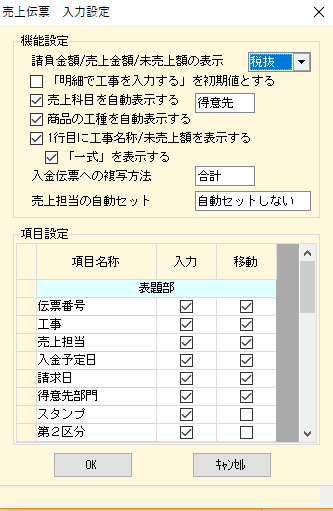 売上伝票　入力設定
機能設定
請負金額/売上金額/未売上額の表示 税抜
「明細で工事を入力する」を初期値とする
売上科目を自動表示する 得意先
商品の工種を自動表示する
1行目に工事名称/未売上額を表示する
「一式」を表示する
入金伝票への複写方法 合計
売上担当の自動セット 自動セットしない
項目設定
項目名称 入力 移動
表題部
伝票番号
工事
売上担当
入金予定日
請求日
得意先部門
スタンプ
第２区分
OK ｷｬﾝｾﾙ